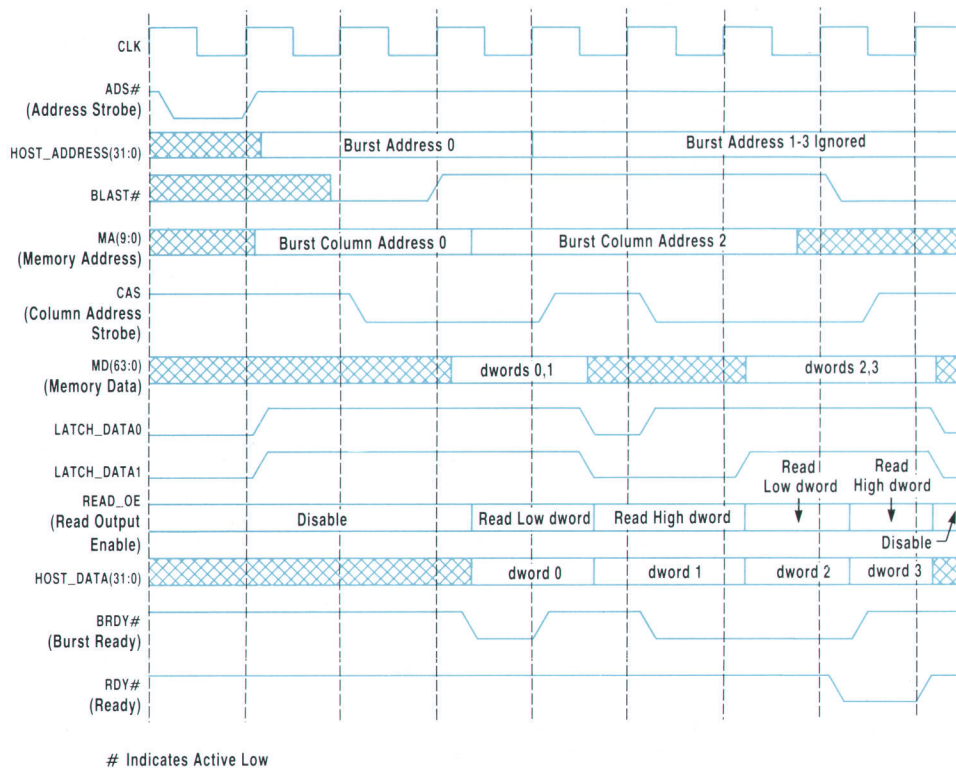 CLK
ADS#
(Address Strobe)
HOST_ADDRESS(31:0)
Burst Address 0
Burst Address 1-3 Ignored
BLAST#
MA(9:0)
(Memory Address)
Burst Column Address 0
Burst Column Address 2
CAS
(Column Address
Strobe)
MD(63:0)
(Memory Data)
dwords 0,1
dwords 2,3
LATCH_DATA0
LATCH_DATA1
Read
Low dword
Read
High dword
READ_OE
(Read Output
Enable)
Disable
Read Low dword
Read High dword
Disable
HOST_DATA(31:0)
dword 0
dword 1
dword 2
dword 3
BRDY#
(Burst Ready)
RDY#
(Ready)
# Indicates Active Low